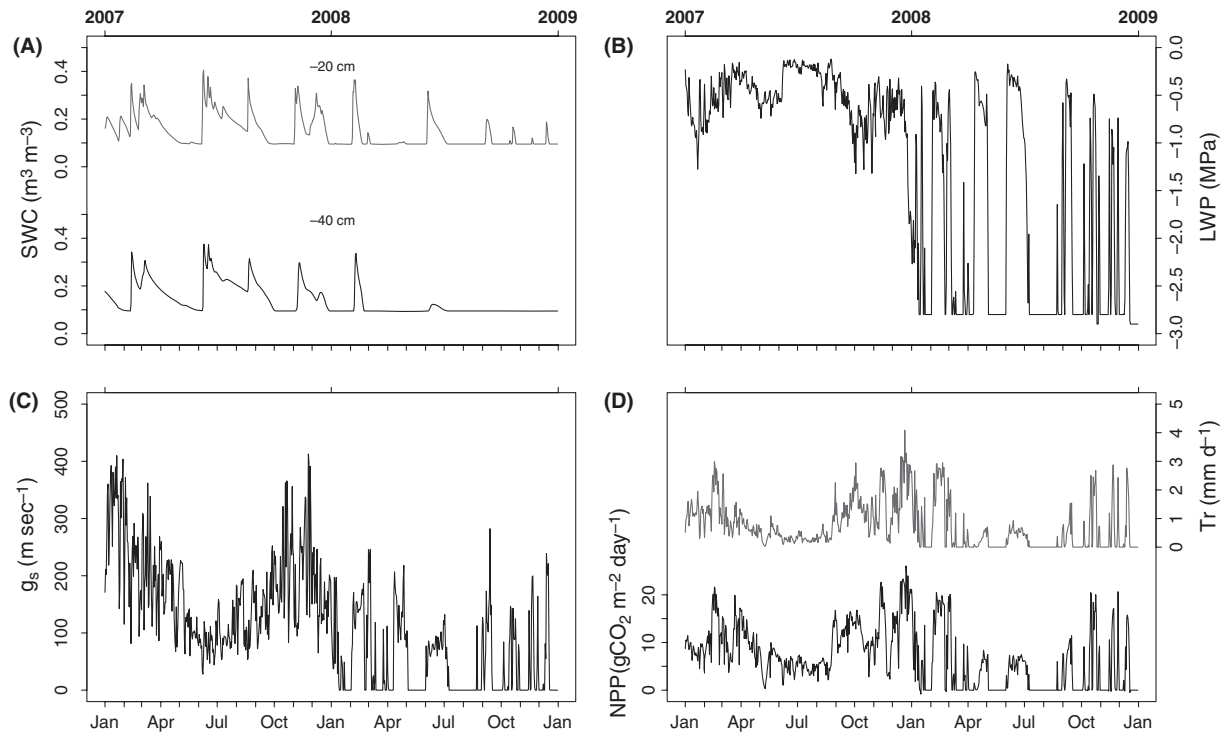 2007 2008 2009
2007 2008 2009
(A)
−20 cm
−40 cm
SWC (m³ m−³)
0.4
0.2
0.0
0.4
0.2
0.0
(B)
0.0
−0.5
−1.0
−1.5
−2.0
−2.5
−3.0
LWP (MPa)
(C)
gₛ (m sec⁻¹)
500
400
300
200
100
0
Jan Apr Jul Oct Jan Apr Jul Oct Jan
(D)
NPP(gCO₂ m⁻² day⁻¹)
20
10
0
5
4
3
2
1
0
Tr (mm d⁻¹)
Jan Apr Jul Oct Jan Apr Jul Oct Jan